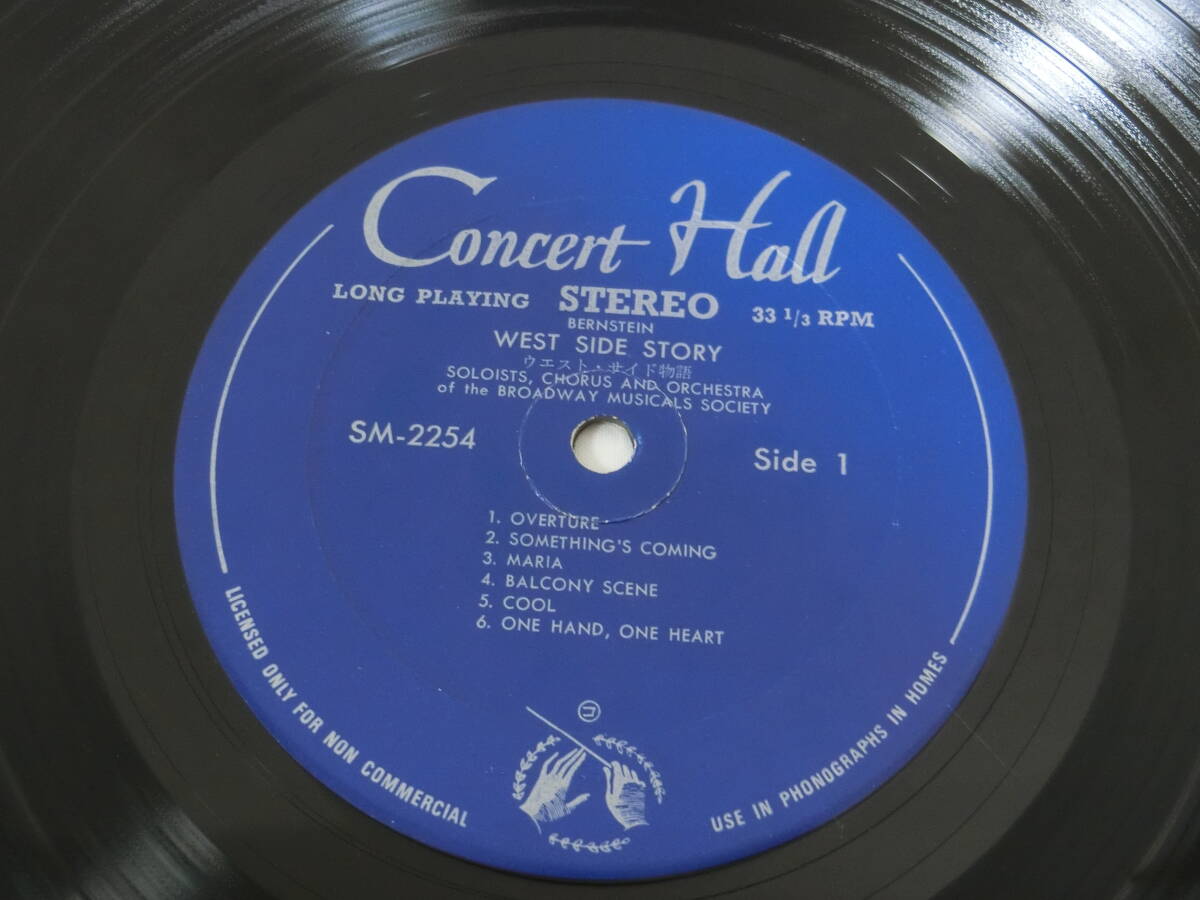 Concert Hall
LONG PLAYING STEREO 33 1/3 RPM
BERNSTEIN
WEST SIDE STORY
ウエスト・サイド物語
SOLOISTS, CHORUS AND ORCHESTRA
of the BROADWAY MUSICALS SOCIETY
SM-2254
Side 1
1. OVERTURE
2. SOMETHING'S COMING
3. MARIA
4. BALCONY SCENE
5. COOL
6. ONE HAND, ONE HEART
コ
LICENSED ONLY FOR NON COMMERCIAL
USE IN PHONOGRAPHS IN HOMES